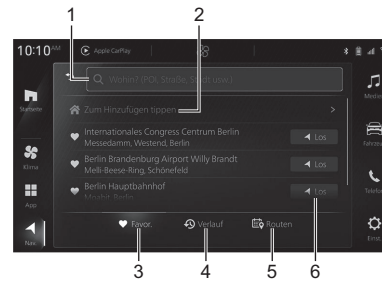 1
2
10:10 AM
Apple CarPlay
Wohin? (POI, Straße, Stadt usw.)
Startseite
Zum Hinzufügen tippen
Medien
Internationales Congress Centrum Berlin
Messedamm, Westend, Berlin
Los
Klima
Berlin Brandenburg Airport Willy Brandt
Melli-Beese-Ring, Schönefeld
Los
App
Berlin Hauptbahnhof
Los
Telefon
Nav.
Favor.
Verlauf
Routen
Einst.
3
4
5
6